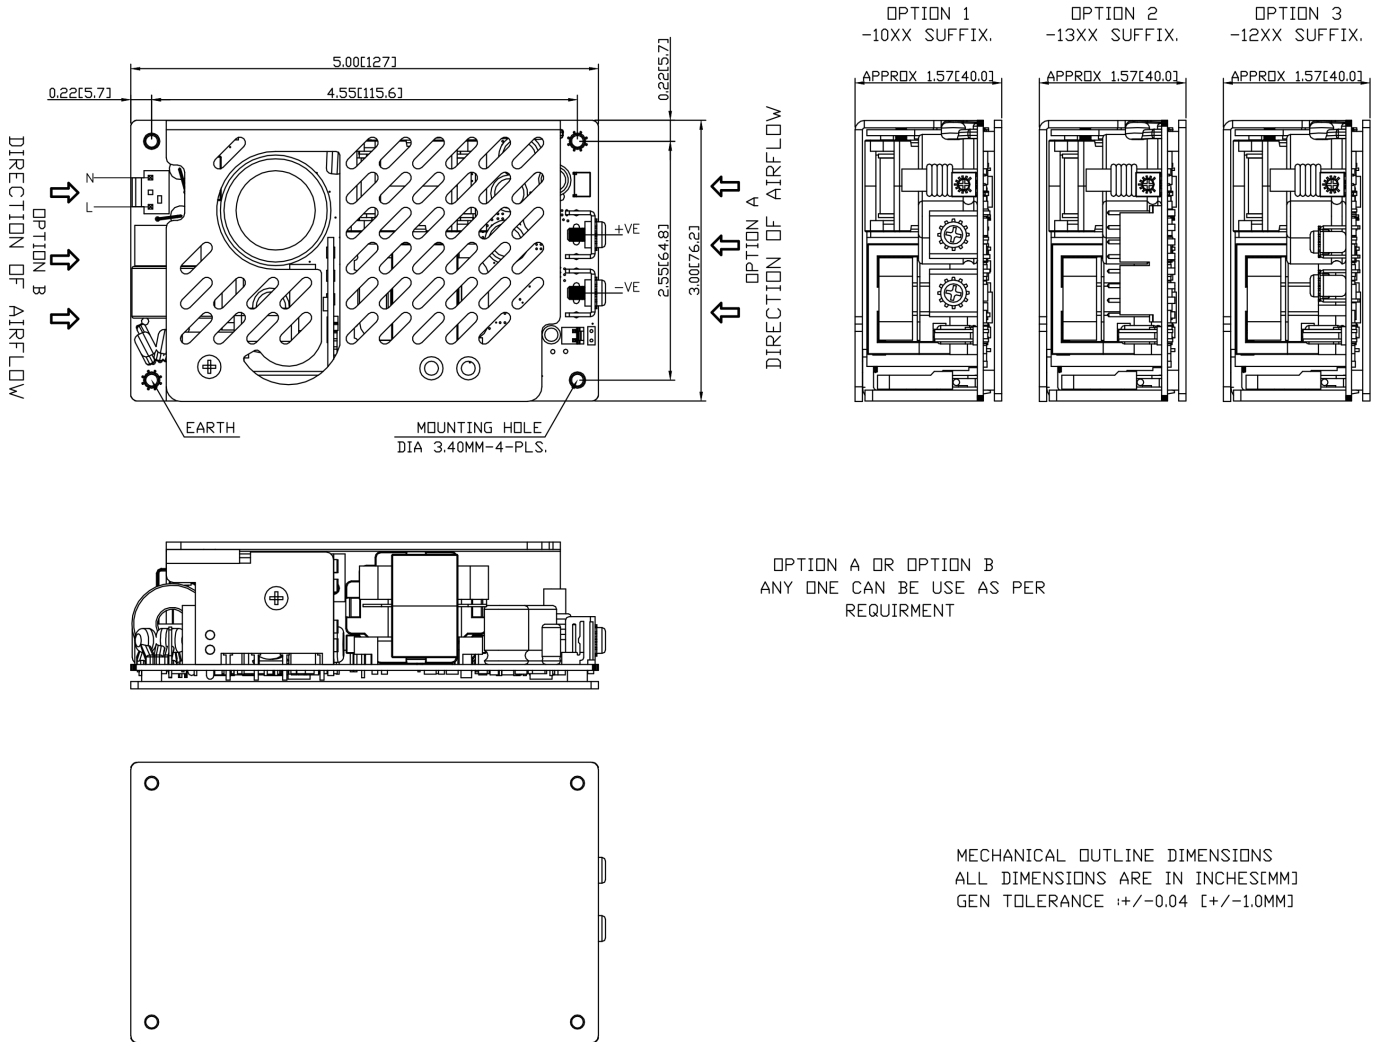 OPTION 1
-10XX SUFFIX.
OPTION 2
-13XX SUFFIX.
OPTION 3
-12XX SUFFIX.
5.00[127]
0.22[5.7]
4.55[115.6]
0.22[5.7]
APPROX 1.57[40.0]
APPROX 1.57[40.0]
APPROX 1.57[40.0]
DIRECTION OF AIRFLOW
OPTION B
N
L
+VE
-VE
2.55[64.8]
3.00[76.2]
OPTION A
DIRECTION OF AIRFLOW
EARTH
MOUNTING HOLE
DIA 3.40MM-4-PLS.
OPTION A OR OPTION B
ANY ONE CAN BE USE AS PER
REQUIRMENT
MECHANICAL OUTLINE DIMENSIONS
ALL DIMENSIONS ARE IN INCHES[MM]
GEN TOLERANCE :+/-0.04 [+/-1.0MM]